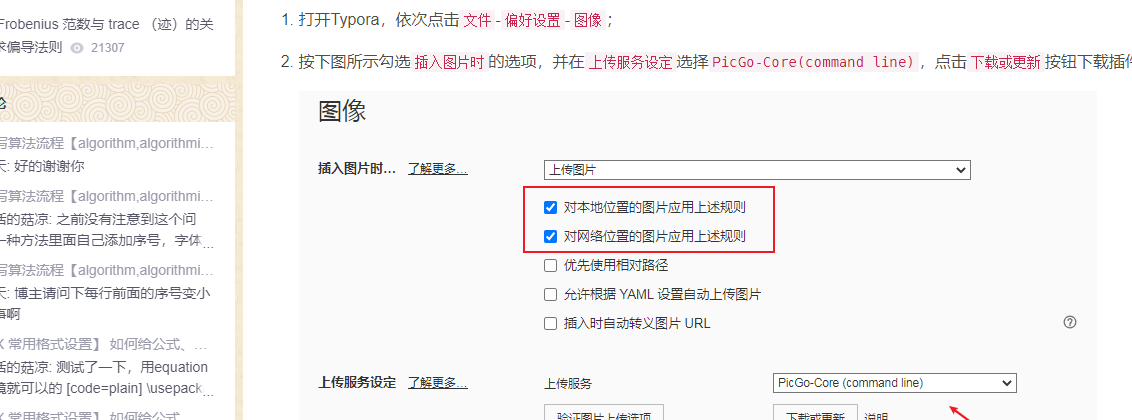 Frobenius 范数与 trace （迹）的关
求偏导法则 21307
论
写算法流程【algorithm,algorithmi...
天: 好的谢谢你
写算法流程【algorithm,algorithmi...
活的菇凉: 之前没有注意到这个问
一种方法里面自己添加序号，字体...
写算法流程【algorithm,algorithmi...
天: 博主请问下每行前面的序号变小
事啊
X 常用格式设置】 如何给公式、...
活的菇凉: 测试了一下，用equation
境就可以的 [code=plain] \usepack...
X 常用格式设置】 如何给公式
1. 打开Typora，依次点击 文件 - 偏好设置 - 图像；
2. 按下图所示勾选 插入图片时 的选项，并在 上传服务设定 选择 PicGo-Core(command line) ，点击 下载或更新 按钮下载插件
图像
插入图片时... 了解更多... 上传图片
对本地位置的图片应用上述规则
对网络位置的图片应用上述规则
优先使用相对路径
允许根据 YAML 设置自动上传图片
插入时自动转义图片 URL
上传服务设定 了解更多... 上传服务 PicGo-Core (command line)
验证图片上传选项 下载或更新 说明